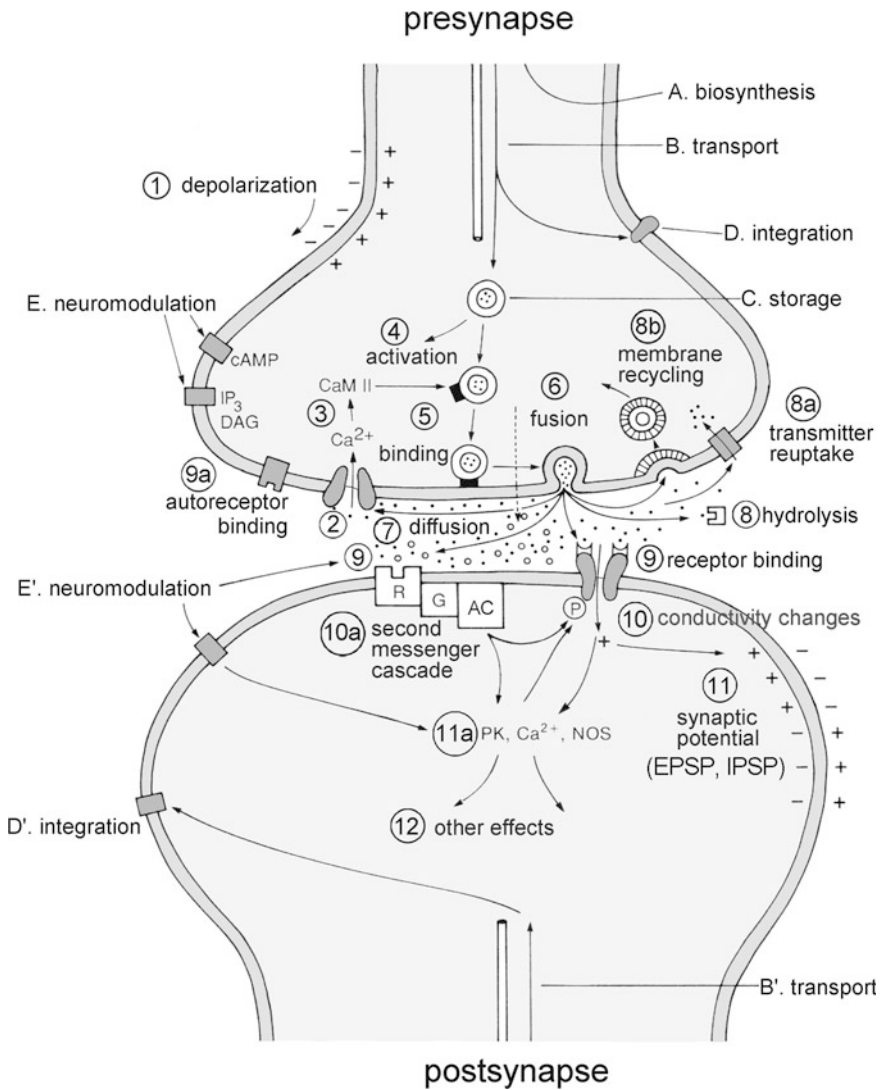 presynapse
A. biosynthesis
B. transport
① depolarization
D. integration
E. neuromodulation
C. storage
④
activation
⑧b
membrane
recycling
cAMP
CaM II
⑥
fusion
IP₃
DAG
③
⑤
⑧a
transmitter
reuptake
Ca²⁺
binding
9a
autoreceptor
binding
②
⑦ diffusion
⑧ hydrolysis
⑨
⑨ receptor binding
E'. neuromodulation
R
G
AC
P
10a second
messenger
cascade
⑩ conductivity changes
⑪
synaptic
potential
(EPSP, IPSP)
11a PK, Ca²⁺, NOS
⑫ other effects
D'. integration
B'. transport
postsynapse